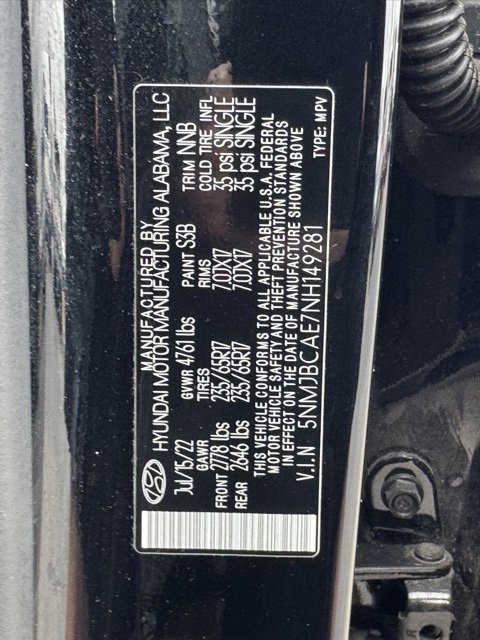 MANUFACTURED BY
HYUNDAI MOTOR MANUFACTURING ALABAMA, LLC
Jul/15/22 GVWR 4761 lbs PAINT S3B TRIM NNB
GAWR TIRES RIMS COLD TIRE INFL
FRONT 2778 lbs 235/65R17 7.0JX17 35 psi SINGLE
REAR 2646 lbs 235/65R17 7.0JX17 35 psi SINGLE
THIS VEHICLE CONFORMS TO ALL APPLICABLE U.S.A. FEDERAL
MOTOR VEHICLE SAFETY AND THEFT PREVENTION STANDARDS
IN EFFECT ON THE DATE OF MANUFACTURE SHOWN ABOVE
V.I.N 5NMJBCAE7NH149281 TYPE: MPV